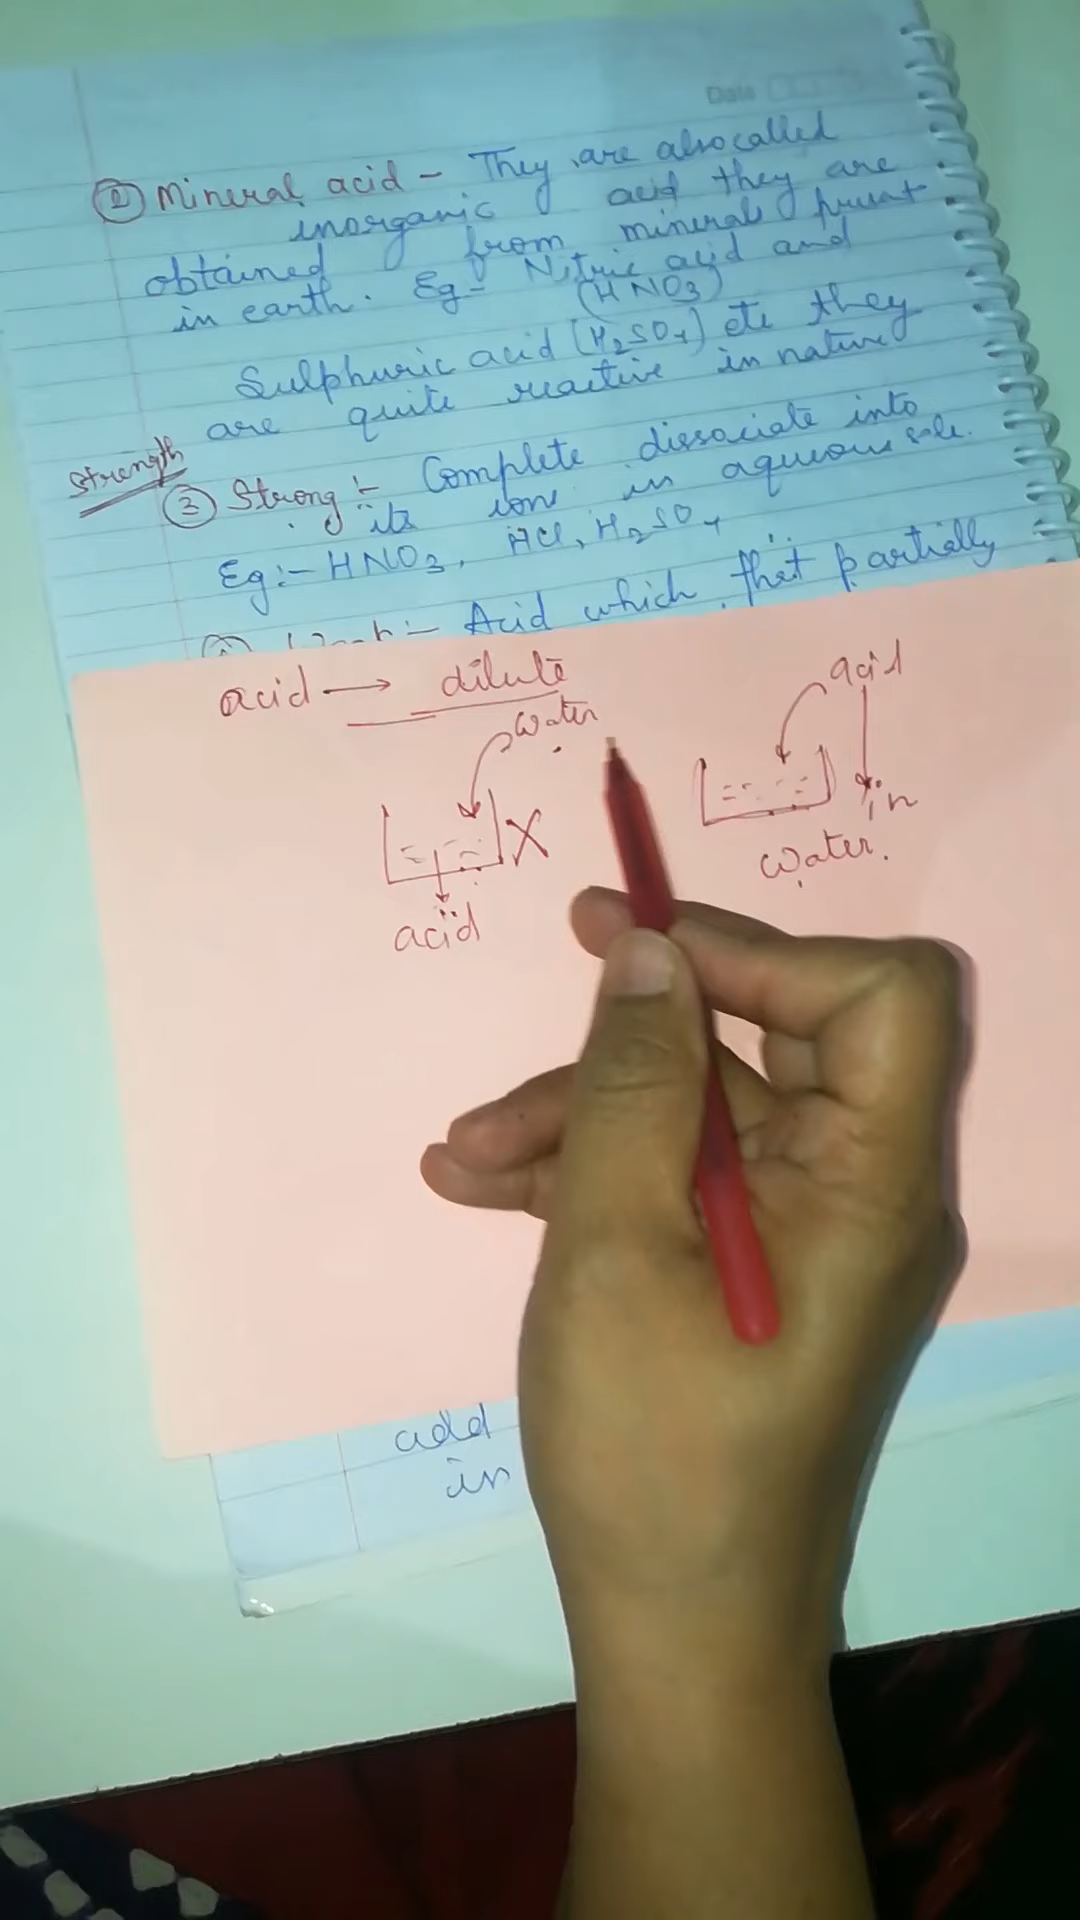 Date
② Mineral acid - They are also called
inorganic acid they are
obtained from minerals present
in earth. Eg- Nitric acid and
(HNO3)
Sulphuric acid (H2SO4) etc they
are quite reactive in nature
Strength
③ Strong :- Complete dissociate into
its ions in aqueous soln.
Eg:- HNO3, HCl, H2SO4
:- Acid which that partially
acid → dilute
water
X
acid
acid
in
water.
add
in